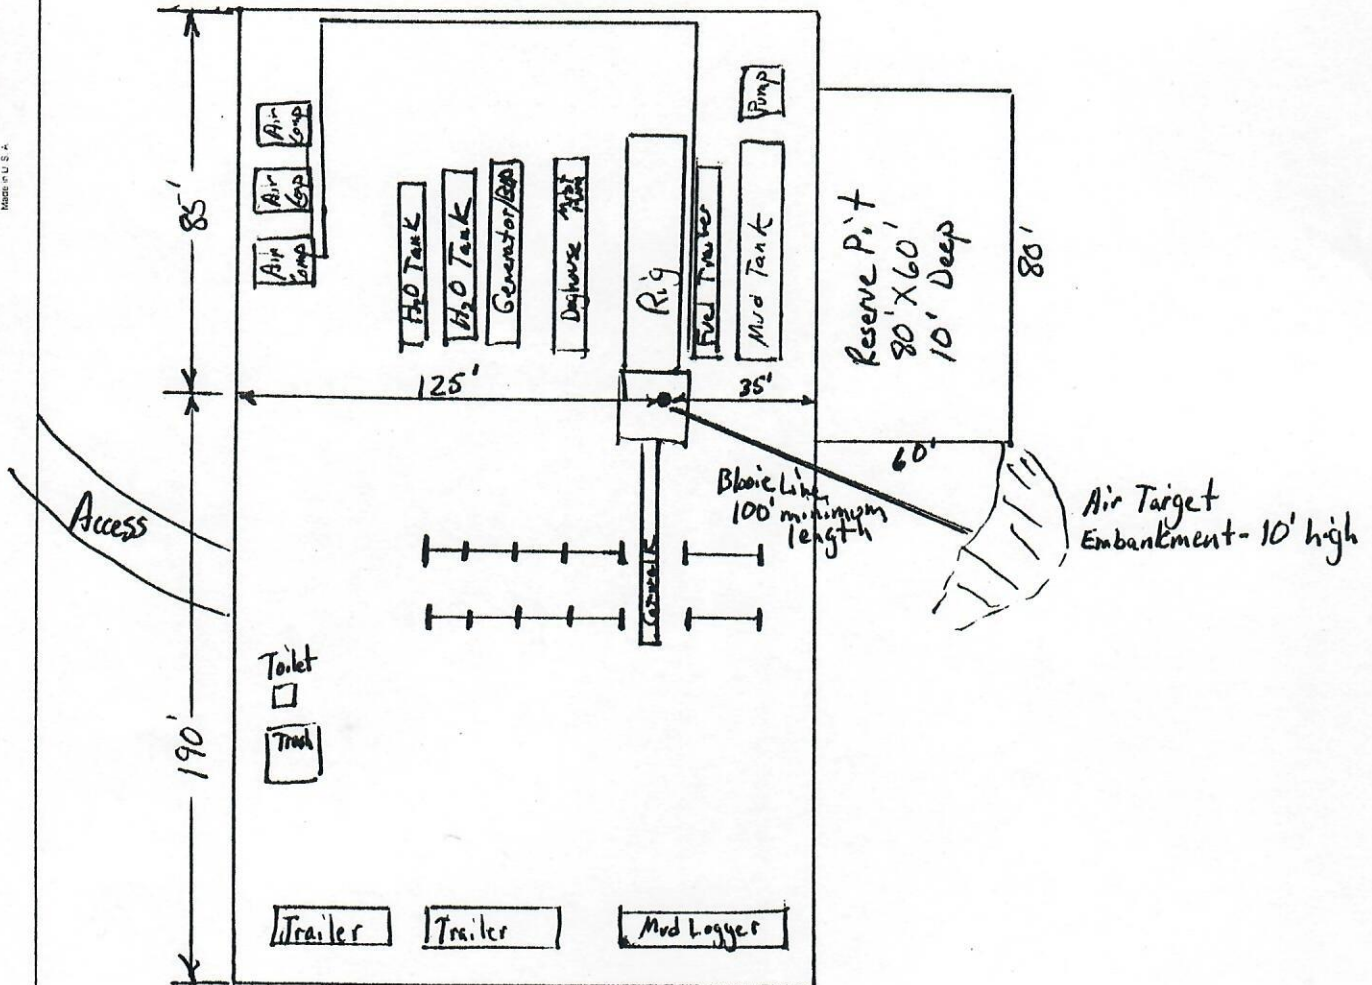 Made in U.S.A.
85'
190'
Air Comp
Air Comp
Air Comp
H2O Tank
H2O Tank
Generator/
Doghouse
Rig
Fuel Trailer
Mud Tank
Pump
Reserve Pit
80' X 60'
10' Deep
80'
60'
125'
35'
Access
Blooie Line
100' minimum
length
Air Target
Embankment - 10' high
Catwalk
Toilet
Trash
Trailer
Trailer
Mud Logger